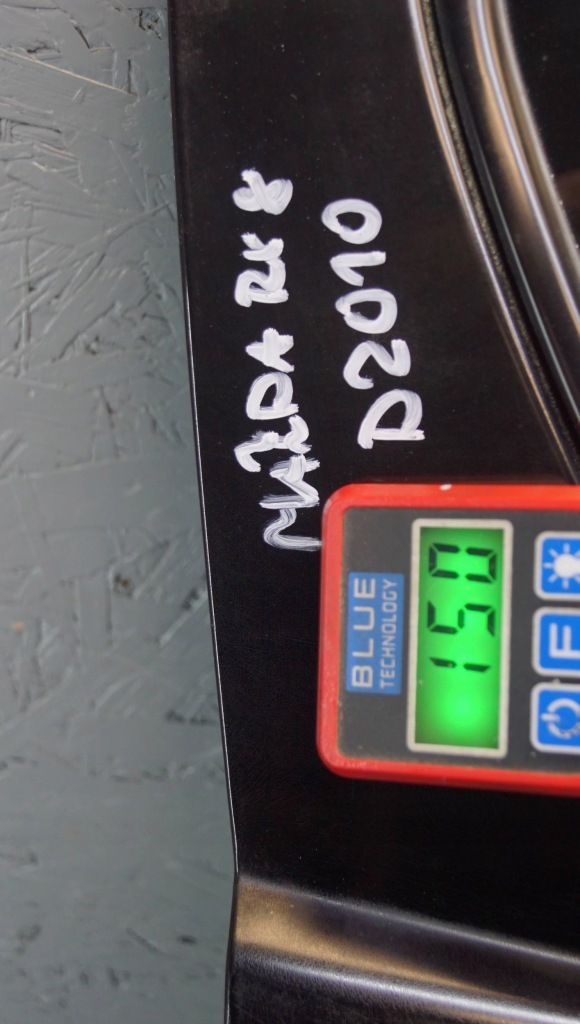 MAZDA RX 8
D2010
BLUE
TECHNOLOGY
150
F